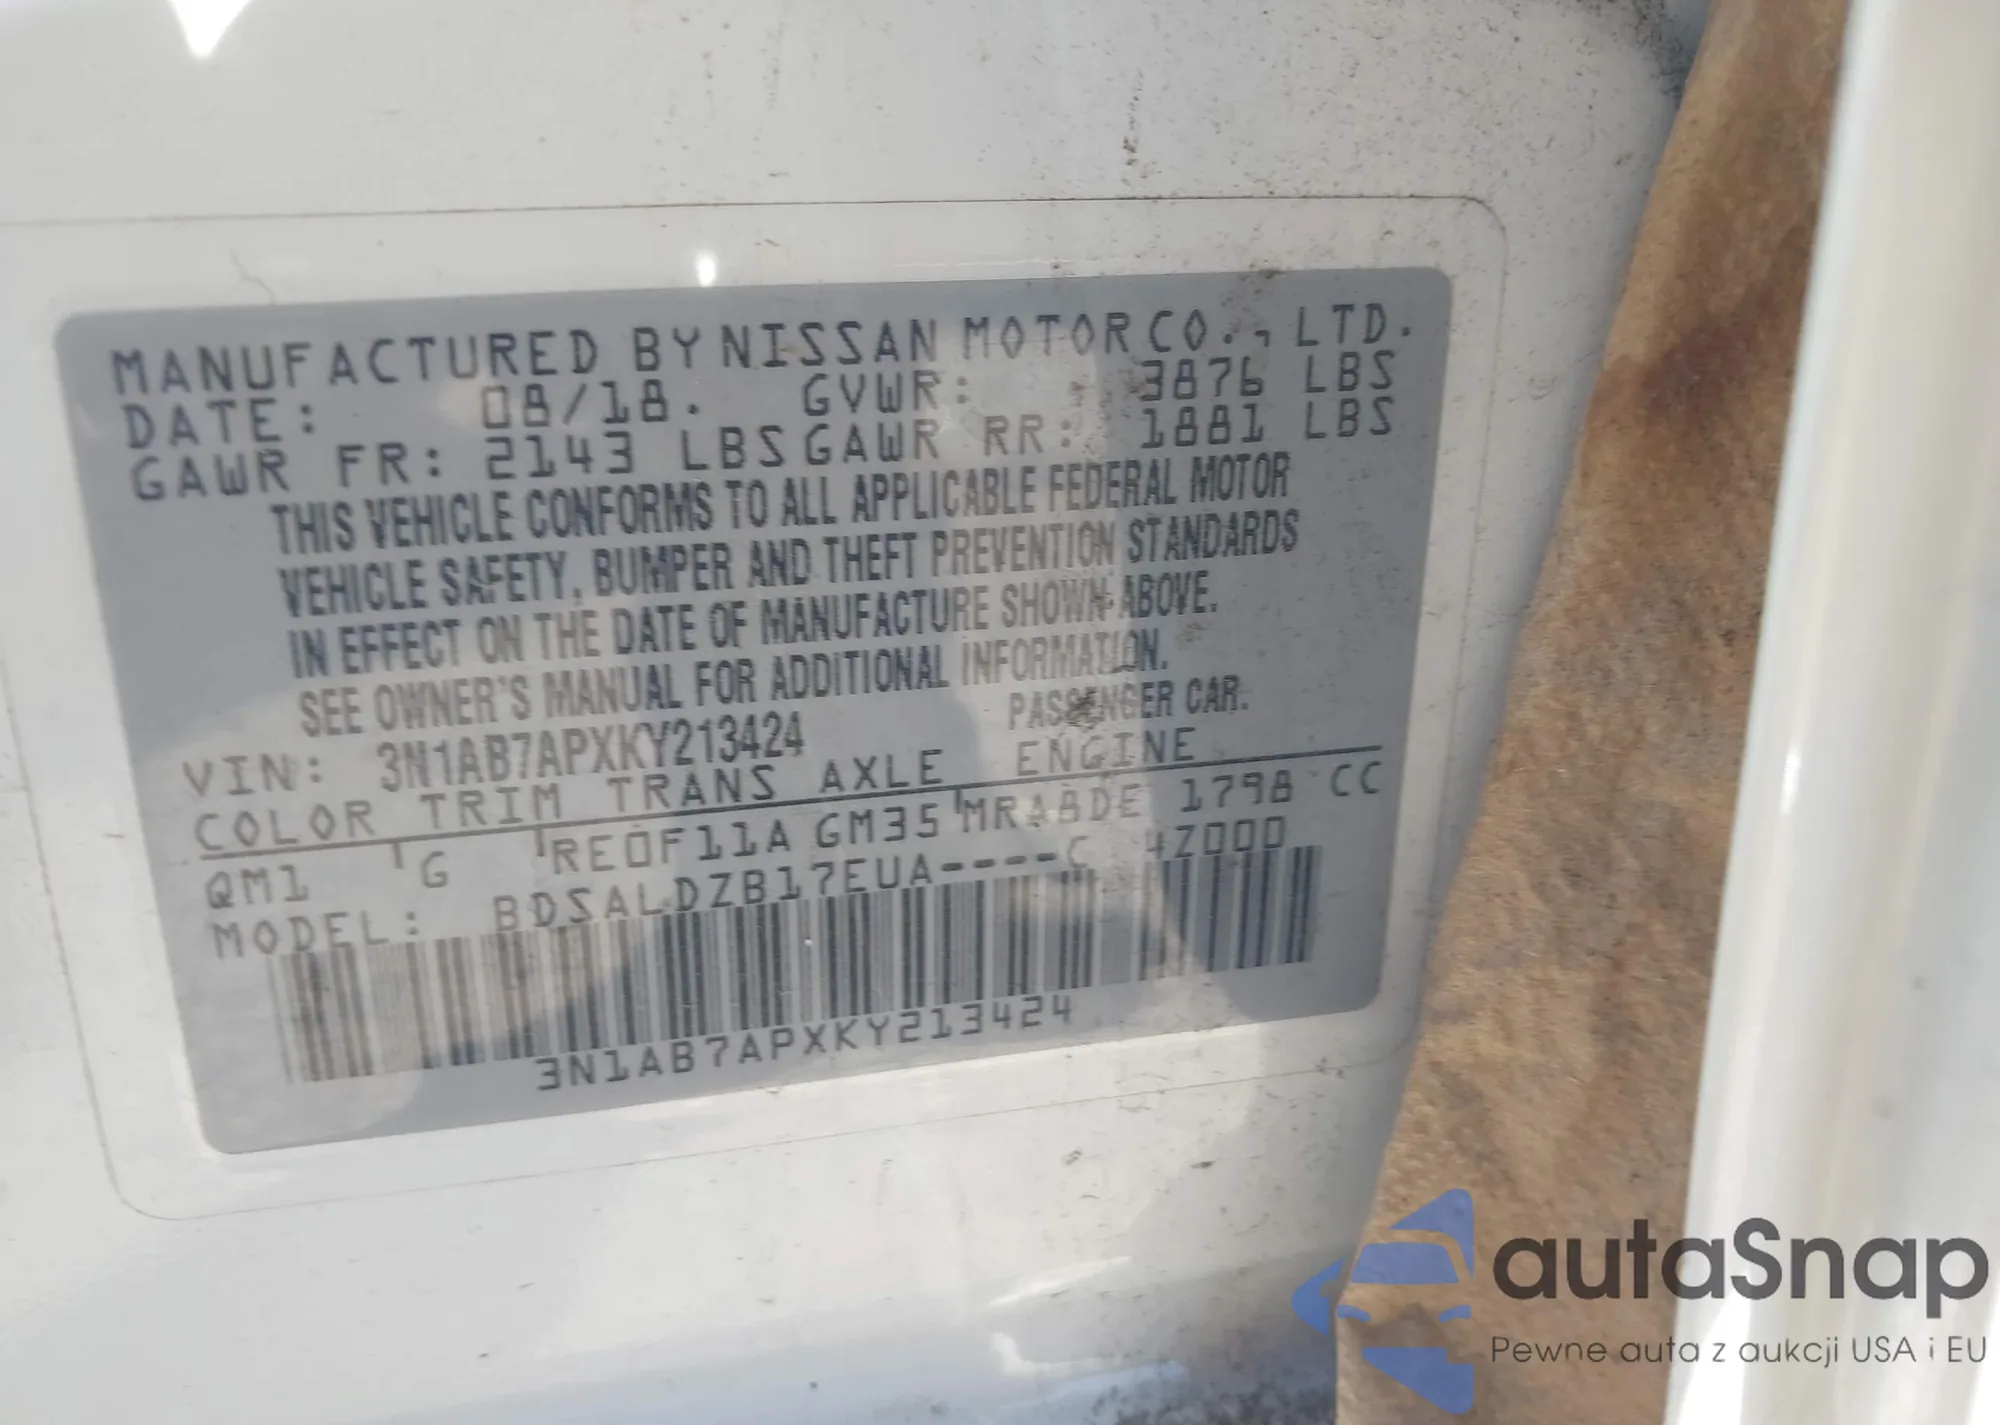 MANUFACTURED BY NISSAN MOTOR CO., LTD.
DATE: 08/18. GVWR: 3876 LBS
GAWR FR: 2143 LBS GAWR RR: 1881 LBS
THIS VEHICLE CONFORMS TO ALL APPLICABLE FEDERAL MOTOR
VEHICLE SAFETY, BUMPER AND THEFT PREVENTION STANDARDS
IN EFFECT ON THE DATE OF MANUFACTURE SHOWN ABOVE.
SEE OWNER'S MANUAL FOR ADDITIONAL INFORMATION.
VIN: 3N1AB7APXKY213424 PASSENGER CAR.
COLOR TRIM TRANS AXLE ENGINE
QM1 G RE0F11A GM35 MRA8DE 1798 CC
MODEL: BDSALDZB17EUA----C 4Z000
3N1AB7APXKY213424
autaSnap
Pewne auta z aukcji USA i EU